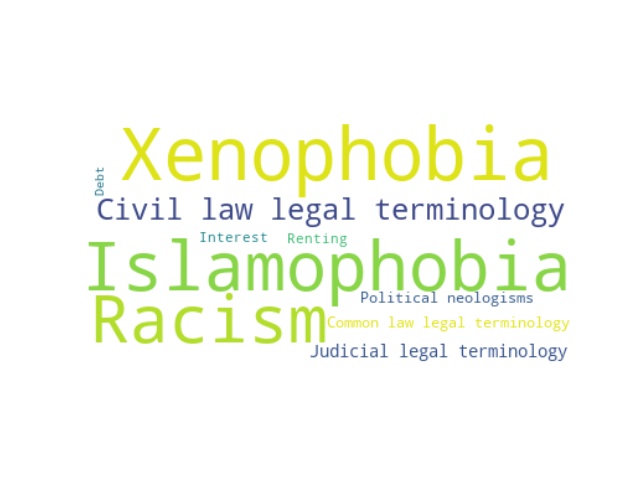 Xenophobia
Debt
Civil law legal terminology
Interest
Renting
Islamophobia
Political neologisms
Racism
Common law legal terminology
Judicial legal terminology